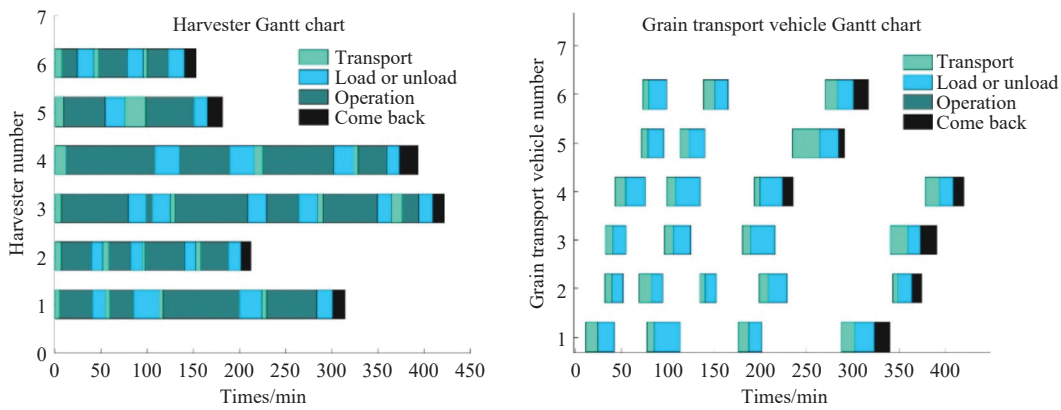 Harvester Gantt chart
Transport
Load or unload
Operation
Come back
Harvester number
7
6
5
4
3
2
1
0
0 50 100 150 200 250 300 350 400 450
Times/min
Grain transport vehicle Gantt chart
Transport
Load or unload
Operation
Come back
Grain transport vehicle number
7
6
5
4
3
2
1
0 50 100 150 200 250 300 350 400
Times/min